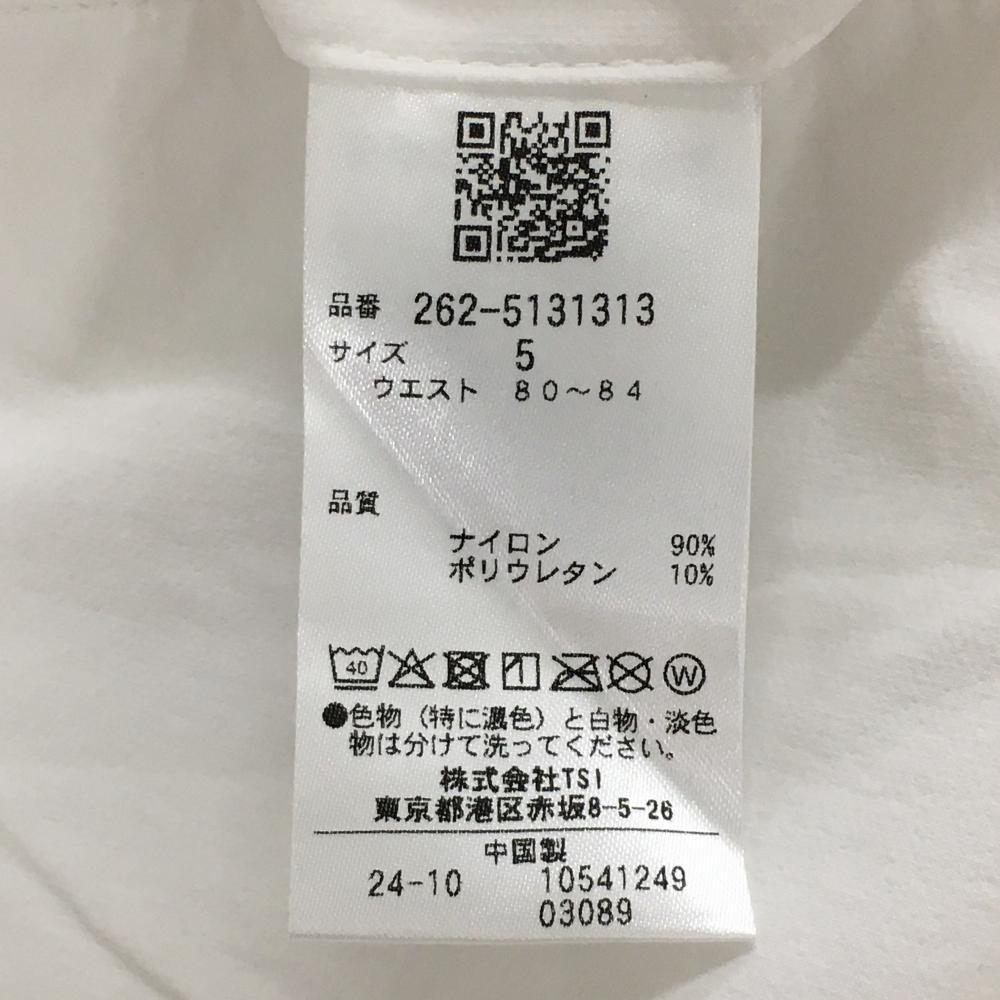 品番 262-5131313
サイズ 5
ウエスト 80～84
品質
ナイロン 90%
ポリウレタン 10%
40
W
●色物（特に濃色）と白物・淡色
物は分けて洗ってください。
株式会社TSI
東京都港区赤坂8-5-26
中国製
24-10 10541249
03089